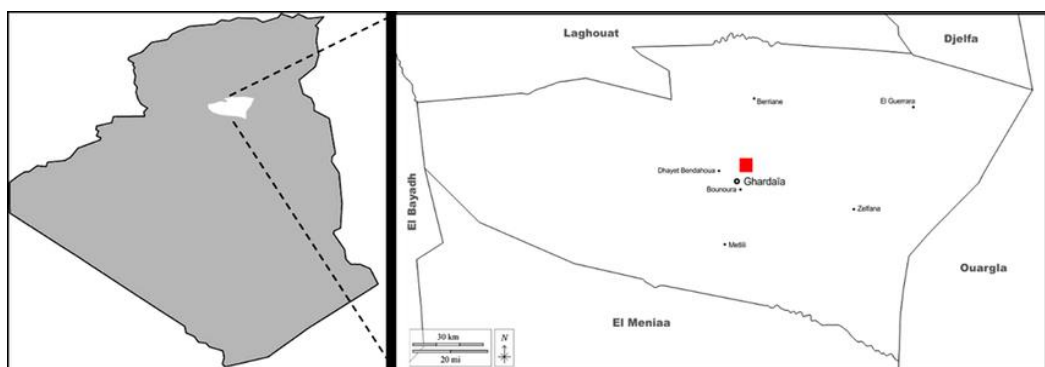 Laghouat
Djelfa
Berriane
El Guerrara
Dhayet Bendahoua
Ghardaïa
Bounoura
El Bayadh
Zelfana
Metlili
Ouargla
El Meniaa
30 km
20 mi
N